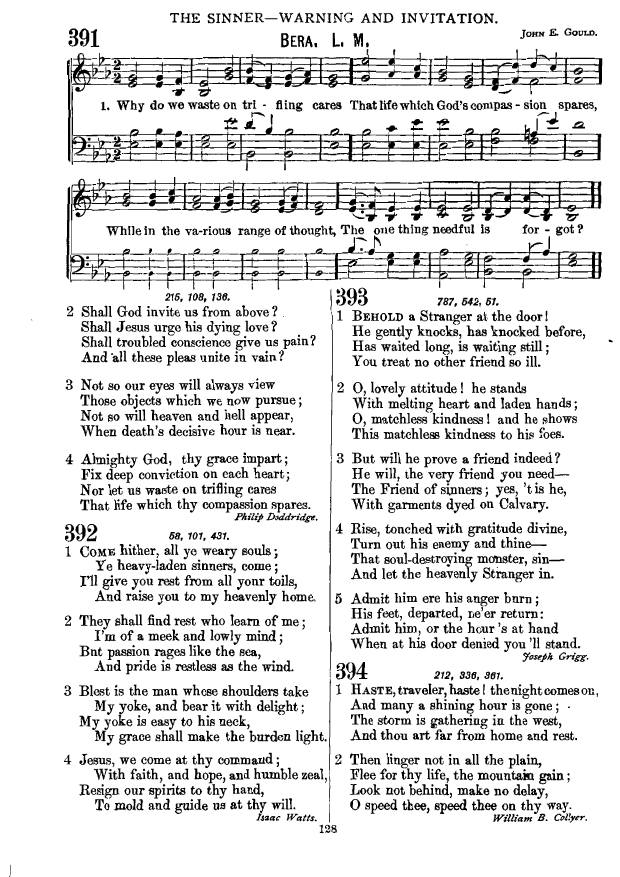 THE SINNER—WARNING AND INVITATION.
391
BERA. L. M.
JOHN E. GOULD.
1. Why do we waste on tri - fling cares That life which God's compas - sion spares,
While in the va-rious range of thought, The one thing needful is for - got?
215, 108, 136.
2 Shall God invite us from above?
Shall Jesus urge his dying love?
Shall troubled conscience give us pain?
And all these pleas unite in vain?
3 Not so our eyes will always view
Those objects which we now pursue;
Not so will heaven and hell appear,
When death's decisive hour is near.
4 Almighty God, thy grace impart;
Fix deep conviction on each heart;
Nor let us waste on trifling cares
That life which thy compassion spares.
Philip Doddridge.
392
58, 101, 431.
1 COME hither, all ye weary souls;
Ye heavy-laden sinners, come;
I'll give you rest from all your toils,
And raise you to my heavenly home.
2 They shall find rest who learn of me;
I'm of a meek and lowly mind;
But passion rages like the sea,
And pride is restless as the wind.
3 Blest is the man whose shoulders take
My yoke, and bear it with delight;
My yoke is easy to his neck,
My grace shall make the burden light.
4 Jesus, we come at thy command;
With faith, and hope, and humble zeal,
Resign our spirits to thy hand,
To mold and guide us at thy will.
Isaac Watts.
393
787, 542, 51.
1 BEHOLD a Stranger at the door!
He gently knocks, has knocked before,
Has waited long, is waiting still;
You treat no other friend so ill.
2 O, lovely attitude! he stands
With melting heart and laden hands;
O, matchless kindness! and he shows
This matchless kindness to his foes.
3 But will he prove a friend indeed?
He will, the very friend you need—
The Friend of sinners; yes, 't is he,
With garments dyed on Calvary.
4 Rise, touched with gratitude divine,
Turn out his enemy and thine—
That soul-destroying monster, sin—
And let the heavenly Stranger in.
5 Admit him ere his anger burn;
His feet, departed, ne'er return:
Admit him, or the hour 's at hand
When at his door denied you 'll stand.
Joseph Grigg.
394
212, 336, 361.
1 HASTE, traveler, haste! the night comes on,
And many a shining hour is gone;
The storm is gathering in the west,
And thou art far from home and rest.
2 Then linger not in all the plain,
Flee for thy life, the mountain gain;
Look not behind, make no delay,
O speed thee, speed thee on thy way.
William B. Collyer.
128